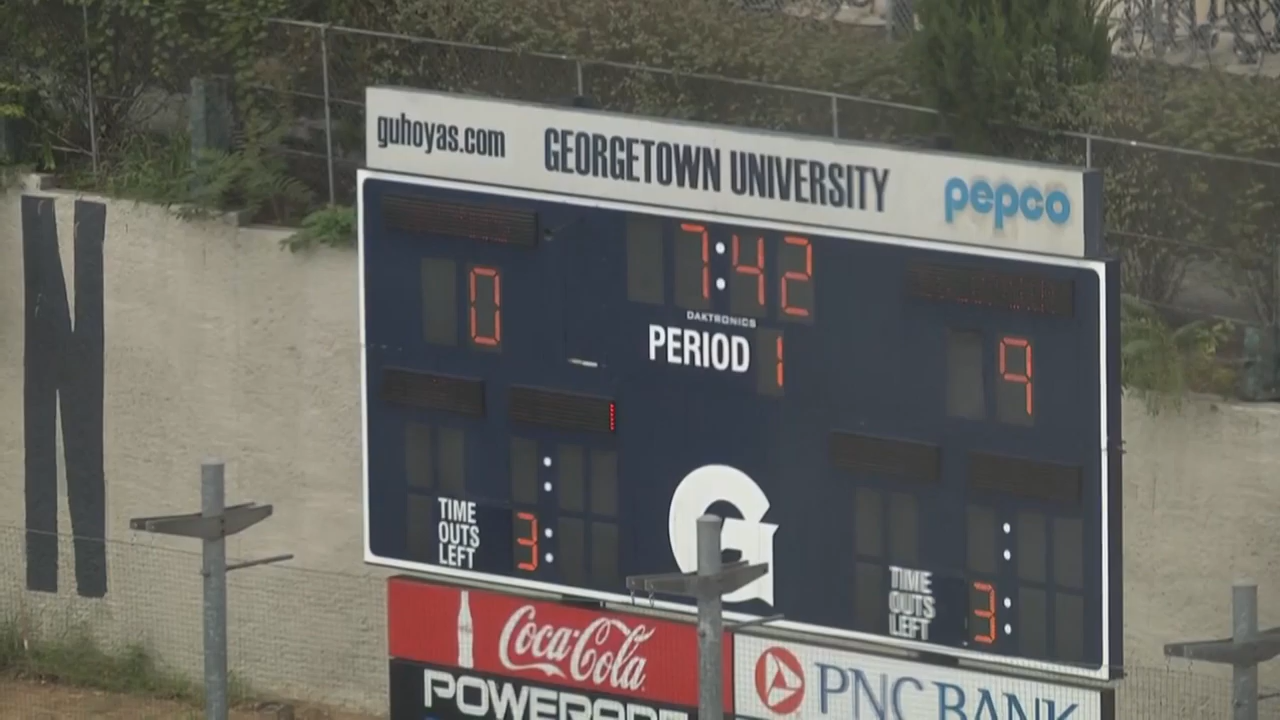 guhoyas.com GEORGETOWN UNIVERSITY pepco
7:42
0
DAKTRONICS
PERIOD 1
9
N
G
TIME OUTS LEFT 3:
TIME OUTS LEFT 3:
Coca-Cola
POWERADE
PNC BANK